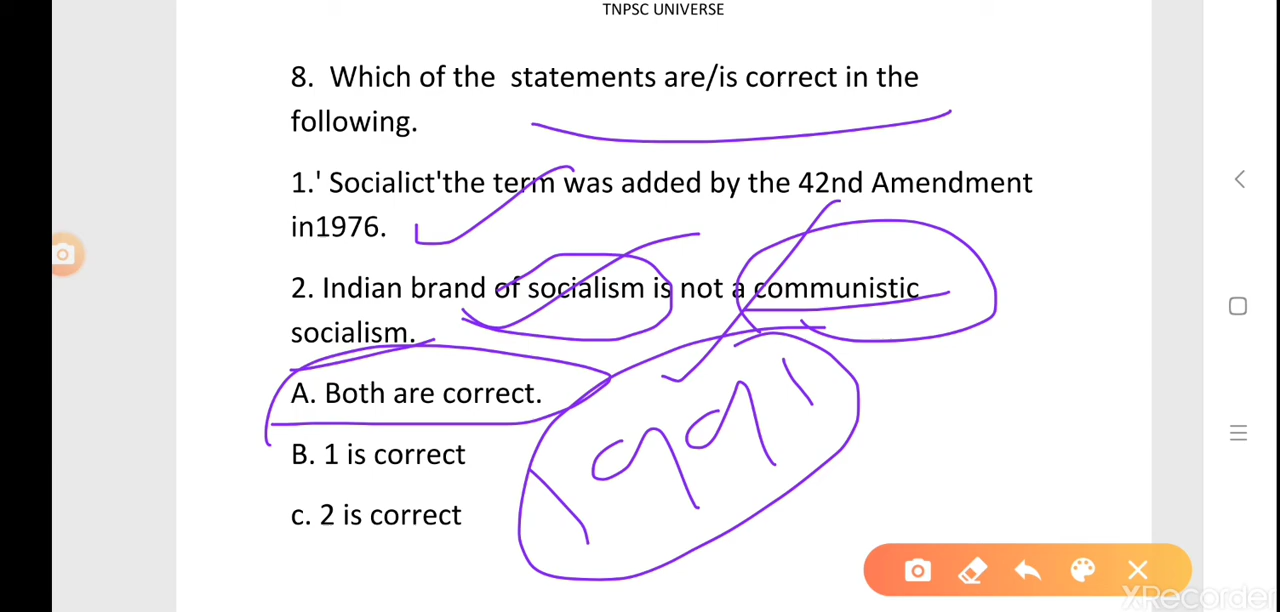 TNPSC UNIVERSE
8. Which of the statements are/is correct in the
following.
1.' Socialict'the term was added by the 42nd Amendment
in1976.
2. Indian brand of socialism is not a communistic
socialism.
A. Both are correct.
1991
B. 1 is correct
c. 2 is correct
XRecorder